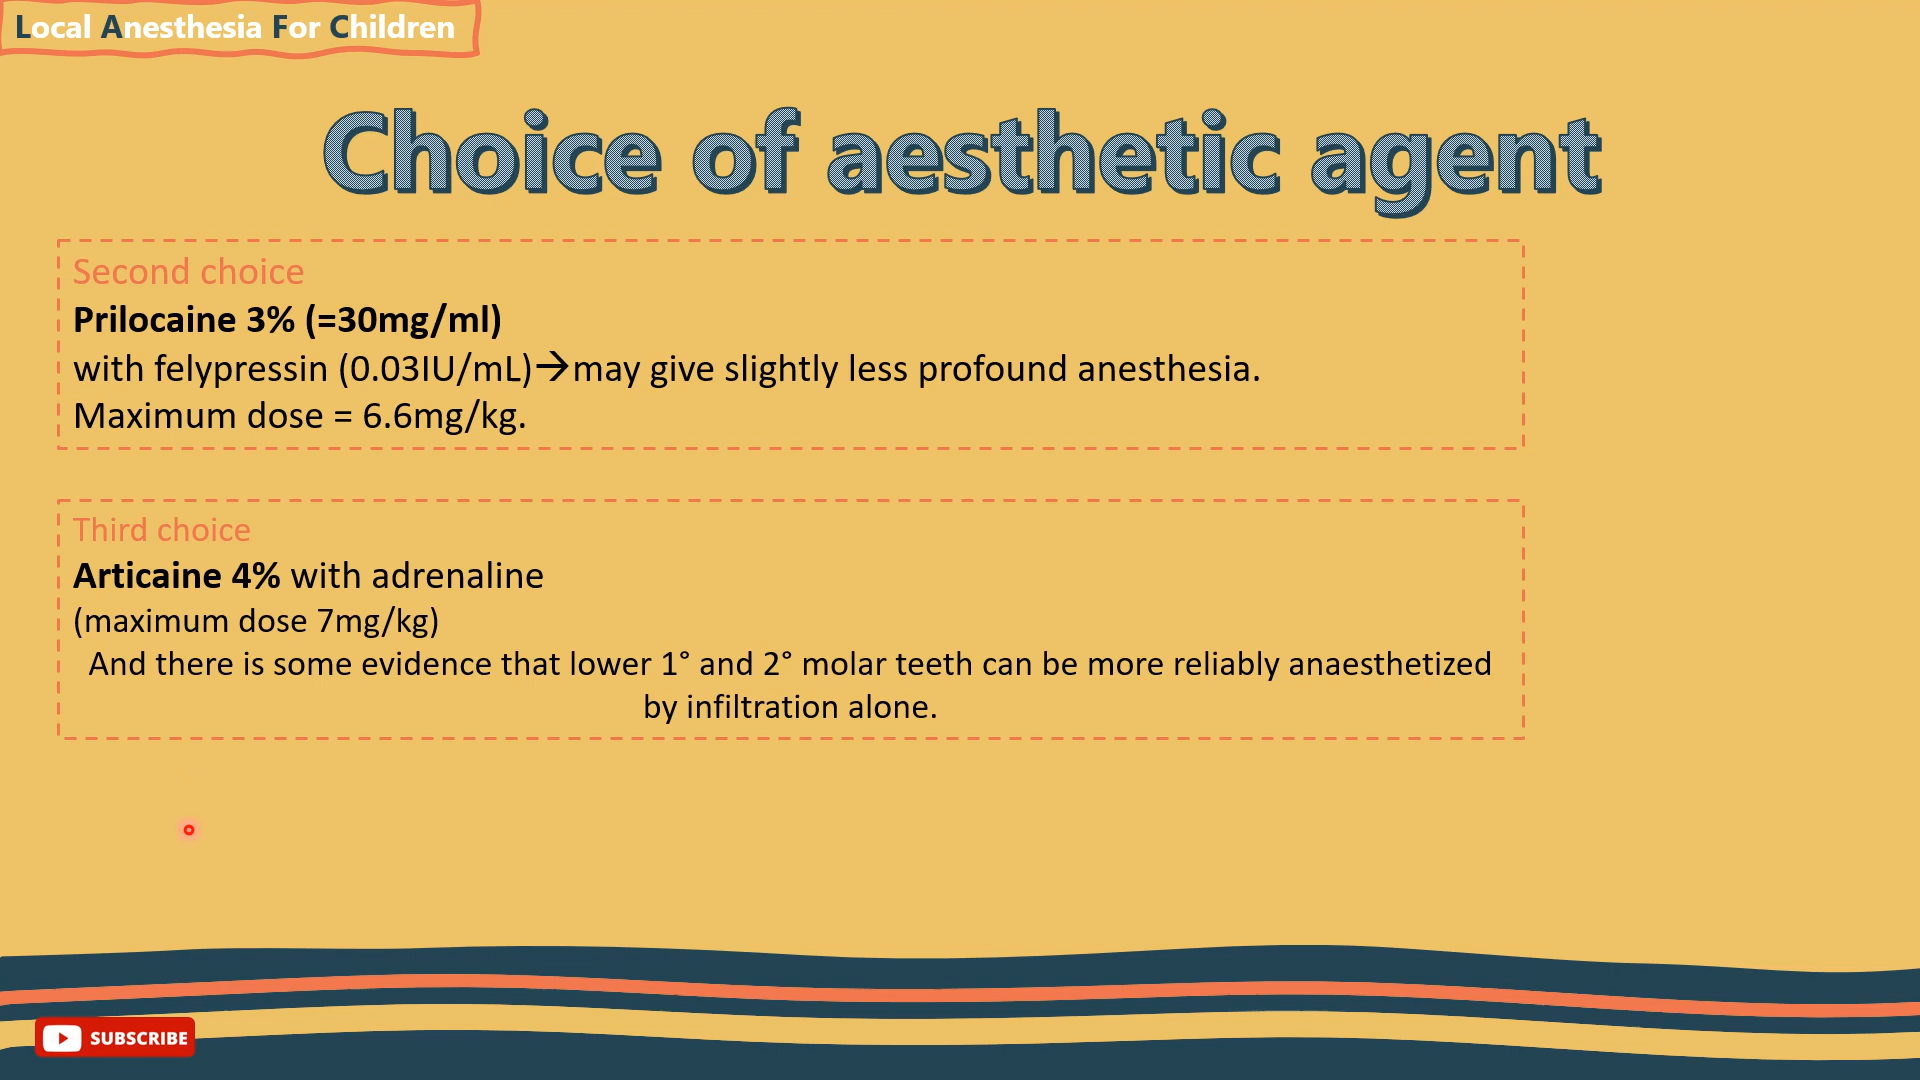 Local Anesthesia For Children
Choice of aesthetic agent
Second choice
Prilocaine 3% (=30mg/ml)
with felypressin (0.03IU/mL)→may give slightly less profound anesthesia.
Maximum dose = 6.6mg/kg.
Third choice
Articaine 4% with adrenaline
(maximum dose 7mg/kg)
And there is some evidence that lower 1° and 2° molar teeth can be more reliably anaesthetized
by infiltration alone.
SUBSCRIBE